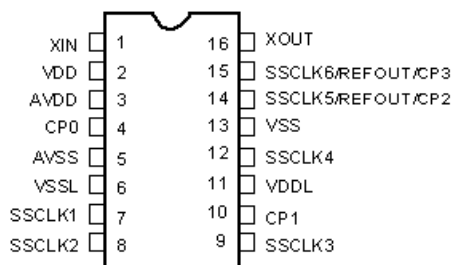 XIN 1 16 XOUT
VDD 2 15 SSCLK6/REFOUT/CP3
AVDD 3 14 SSCLK5/REFOUT/CP2
CP0 4 13 VSS
AVSS 5 12 SSCLK4
VSSL 6 11 VDDL
SSCLK1 7 10 CP1
SSCLK2 8 9 SSCLK3